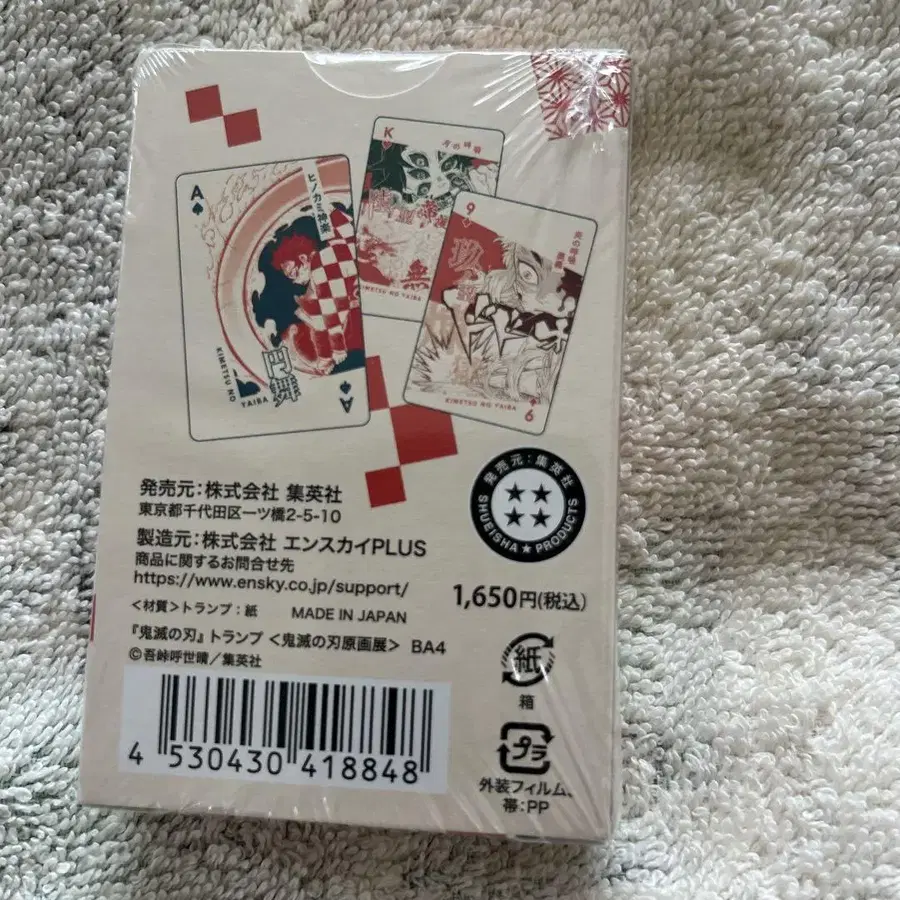 A
ヒノカミ神楽
円舞
KIMETSU NO
YAIBA
A
K
KIMETSU NO YAIBA
9
玖
KIMETSU NO YAIBA
9
発売元:株式会社 集英社
東京都千代田区一ツ橋2-5-10
製造元:株式会社 エンスカイPLUS
商品に関するお問合せ先
https://www.ensky.co.jp/support/
<材質>トランプ:紙 MADE IN JAPAN
『鬼滅の刃』トランプ <鬼滅の刃原画展> BA4
©吾峠呼世晴/集英社
4 530430 418848
発売元:集英社
SHUEISHA★PRODUCTS
1,650円(税込)
紙
箱
プラ
外装フィルム、
帯:PP